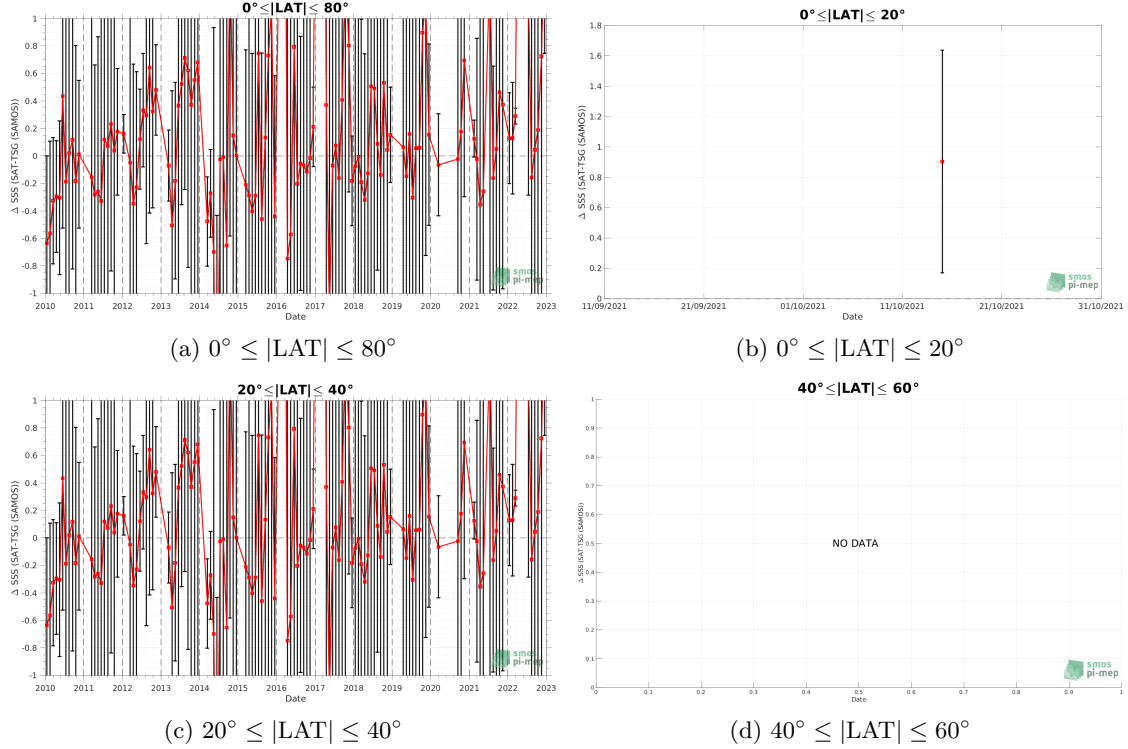 0°≤|LAT|≤ 80°
Δ SSS (SAT-TSG (SAMOS))
1
0.8
0.6
0.4
0.2
0
-0.2
-0.4
-0.6
-0.8
-1
2010 2011 2012 2013 2014 2015 2016 2017 2018 2019 2020 2021 2022 2023
Date
smos
pi-mep
(a) 0° ≤ |LAT| ≤ 80°
0°≤|LAT|≤ 20°
Δ SSS (SAT-TSG (SAMOS))
1.8
1.6
1.4
1.2
1
0.8
0.6
0.4
0.2
0
11/09/2021 21/09/2021 01/10/2021 11/10/2021 21/10/2021 31/10/2021
Date
smos
pi-mep
(b) 0° ≤ |LAT| ≤ 20°
20°≤|LAT|≤ 40°
Δ SSS (SAT-TSG (SAMOS))
1
0.8
0.6
0.4
0.2
0
-0.2
-0.4
-0.6
-0.8
-1
2010 2011 2012 2013 2014 2015 2016 2017 2018 2019 2020 2021 2022 2023
Date
smos
pi-mep
(c) 20° ≤ |LAT| ≤ 40°
40°≤|LAT|≤ 60°
Δ SSS (SAT-TSG (SAMOS))
1
0.9
0.8
0.7
0.6
0.5
0.4
0.3
0.2
0.1
0
NO DATA
0 0.1 0.2 0.3 0.4 0.5 0.6 0.7 0.8 0.9 1
Date
smos
pi-mep
(d) 40° ≤ |LAT| ≤ 60°